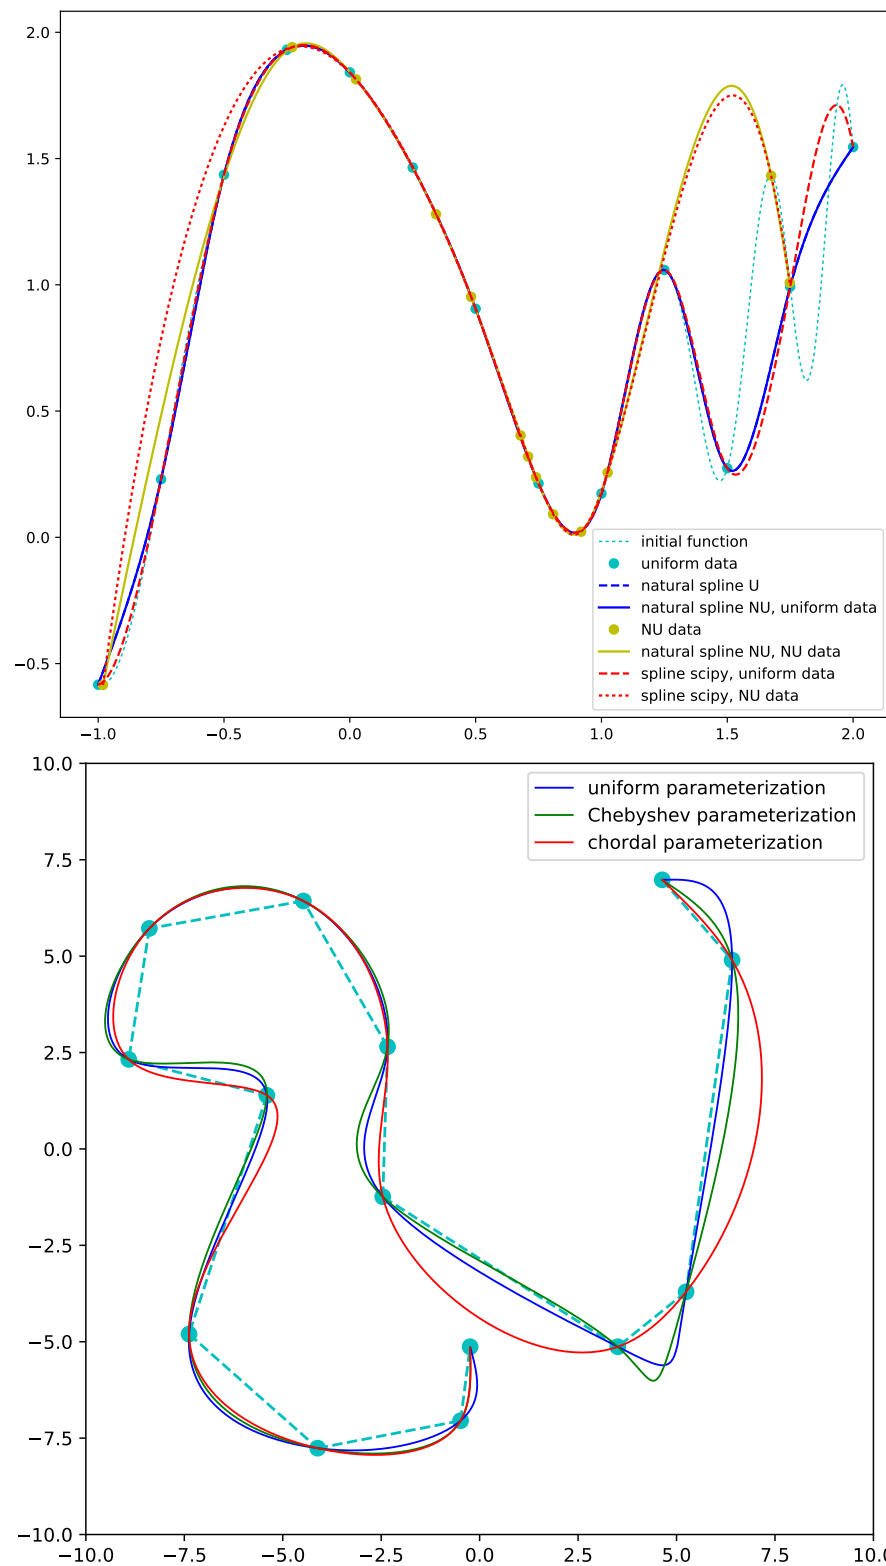 2.0
1.5
1.0
0.5
0.0
−0.5
initial function
uniform data
natural spline U
natural spline NU, uniform data
NU data
natural spline NU, NU data
spline scipy, uniform data
spline scipy, NU data
−1.0 −0.5 0.0 0.5 1.0 1.5 2.0
10.0
7.5
5.0
2.5
0.0
−2.5
−5.0
−7.5
−10.0
uniform parameterization
Chebyshev parameterization
chordal parameterization
−10.0 −7.5 −5.0 −2.5 0.0 2.5 5.0 7.5 10.0